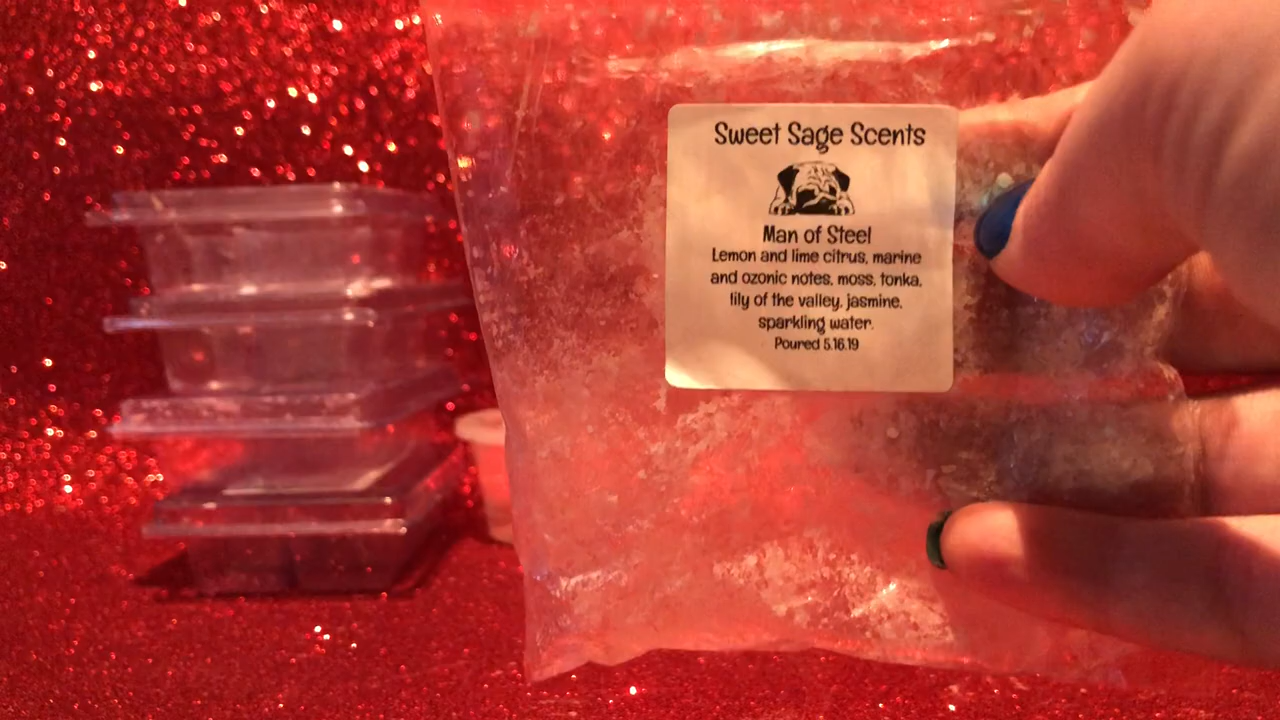 Sweet Sage Scents
Man of Steel
Lemon and lime citrus, marine
and ozonic notes, moss, tonka,
lily of the valley, jasmine,
sparkling water.
Poured 5.16.19